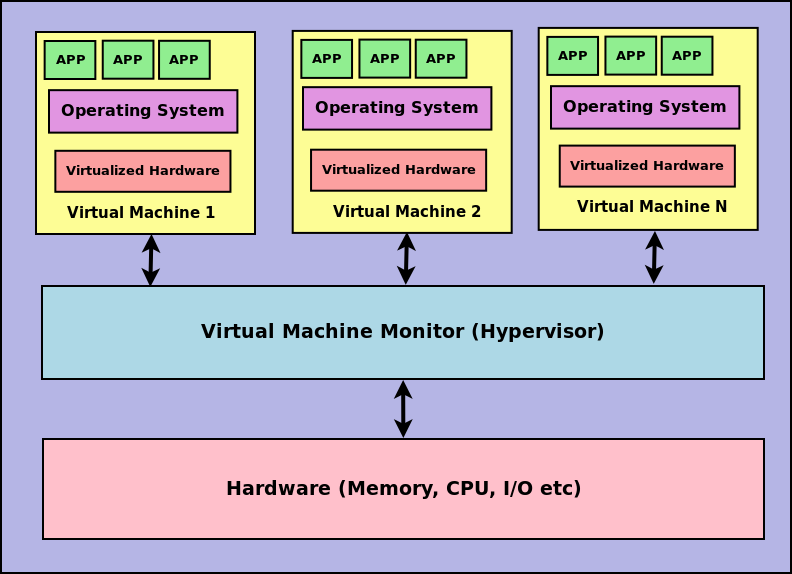 APP APP APP
Operating System
Virtualized Hardware
Virtual Machine 1
APP APP APP
Operating System
Virtualized Hardware
Virtual Machine 2
APP APP APP
Operating System
Virtualized Hardware
Virtual Machine N
Virtual Machine Monitor (Hypervisor)
Hardware (Memory, CPU, I/O etc)